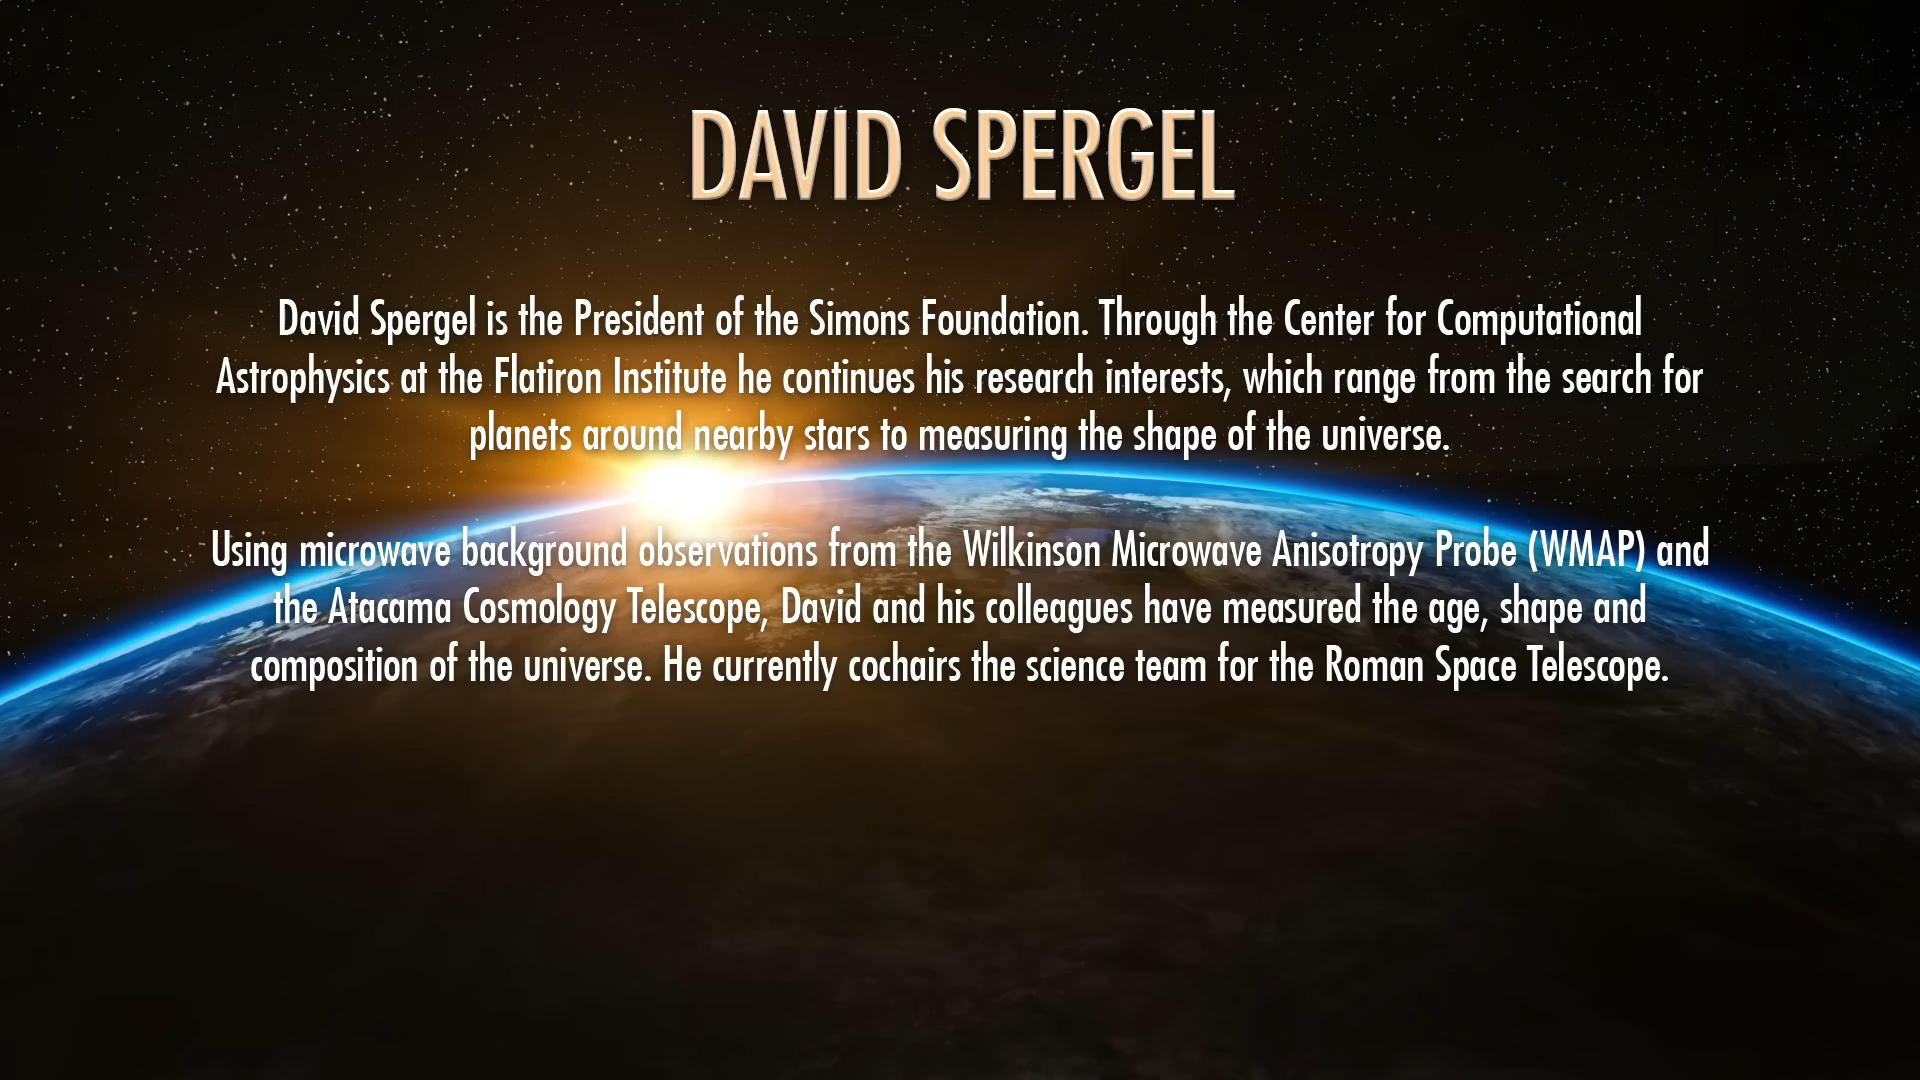 DAVID SPERGEL
David Spergel is the President of the Simons Foundation. Through the Center for Computational
Astrophysics at the Flatiron Institute he continues his research interests, which range from the search for
planets around nearby stars to measuring the shape of the universe.
Using microwave background observations from the Wilkinson Microwave Anisotropy Probe (WMAP) and
the Atacama Cosmology Telescope, David and his colleagues have measured the age, shape and
composition of the universe. He currently cochairs the science team for the Roman Space Telescope.